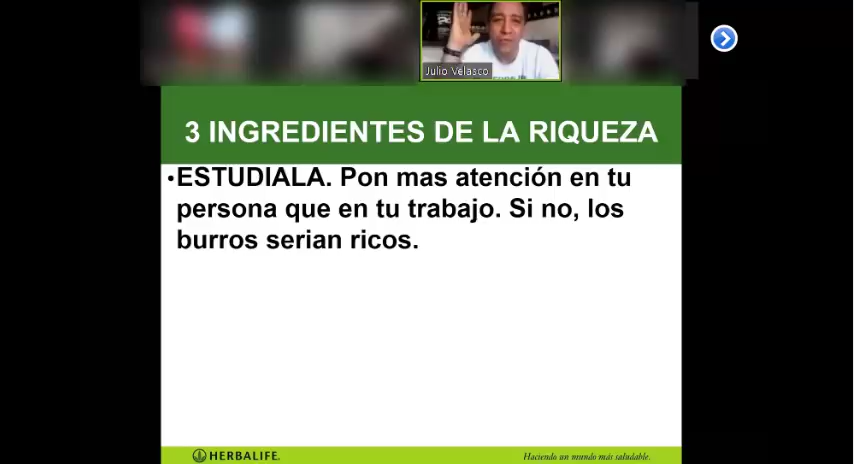 Julio Velasco
3 INGREDIENTES DE LA RIQUEZA
•ESTUDIALA. Pon mas atención en tu
persona que en tu trabajo. Si no, los
burros serian ricos.
HERBALIFE.
Haciendo un mundo más saludable.